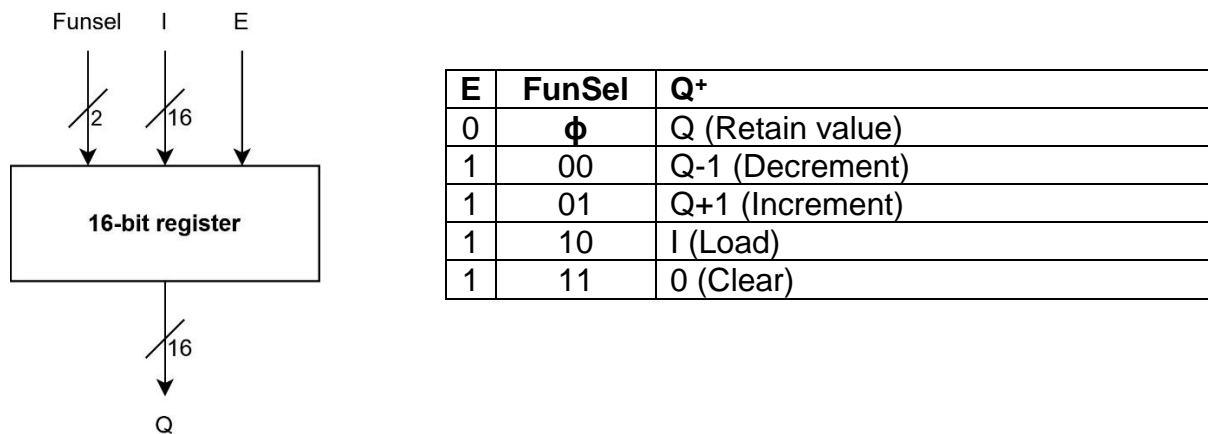 Funsel I E
2 16
16-bit register
16
Q
E FunSel Q+
0 ϕ Q (Retain value)
1 00 Q-1 (Decrement)
1 01 Q+1 (Increment)
1 10 I (Load)
1 11 0 (Clear)